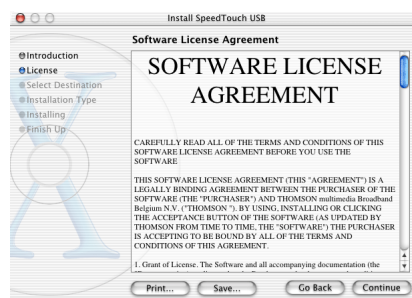 Install SpeedTouch USB
Software License Agreement
Introduction
License
Select Destination
Installation Type
Installing
Finish Up
SOFTWARE LICENSE
AGREEMENT
CAREFULLY READ ALL OF THE TERMS AND CONDITIONS OF THIS
SOFTWARE LICENSE AGREEMENT BEFORE YOU USE THE
SOFTWARE
THIS SOFTWARE LICENSE AGREEMENT (THIS "AGREEMENT") IS A
LEGALLY BINDING AGREEMENT BETWEEN THE PURCHASER OF THE
SOFTWARE (THE "PURCHASER") AND THOMSON multimedia Broadband
Belgium N.V. ("THOMSON "). BY USING, INSTALLING OR CLICKING
THE ACCEPTANCE BUTTON OF THE SOFTWARE (AS UPDATED BY
THOMSON FROM TIME TO TIME, THE "SOFTWARE") THE PURCHASER
IS ACCEPTING TO BE BOUND BY ALL OF THE TERMS AND
CONDITIONS OF THIS AGREEMENT.
1. Grant of License. The Software and all accompanying documentation (the
Print...
Save...
Go Back
Continue